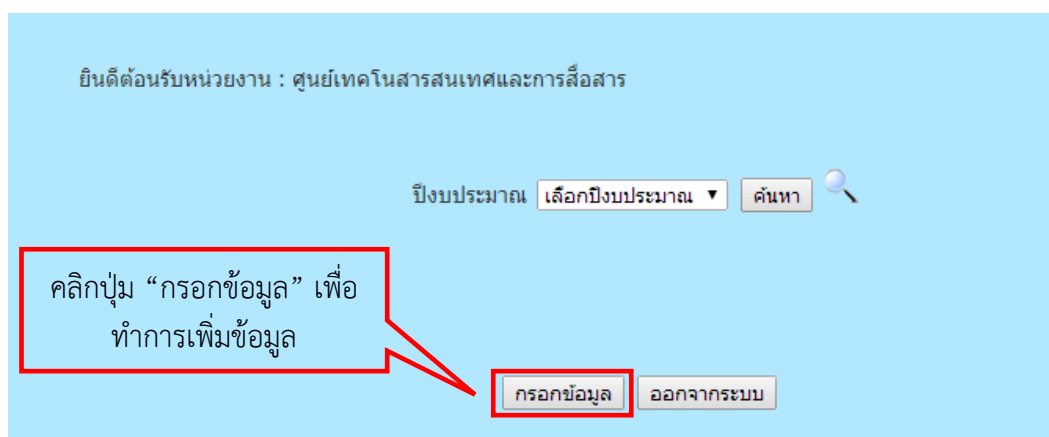 ยินดีต้อนรับหน่วยงาน : ศูนย์เทคโนสารสนเทศและการสื่อสาร
ปีงบประมาณ เลือกปีงบประมาณ ค้นหา
คลิกปุ่ม “กรอกข้อมูล” เพื่อ
ทำการเพิ่มข้อมูล
กรอกข้อมูล ออกจากระบบ